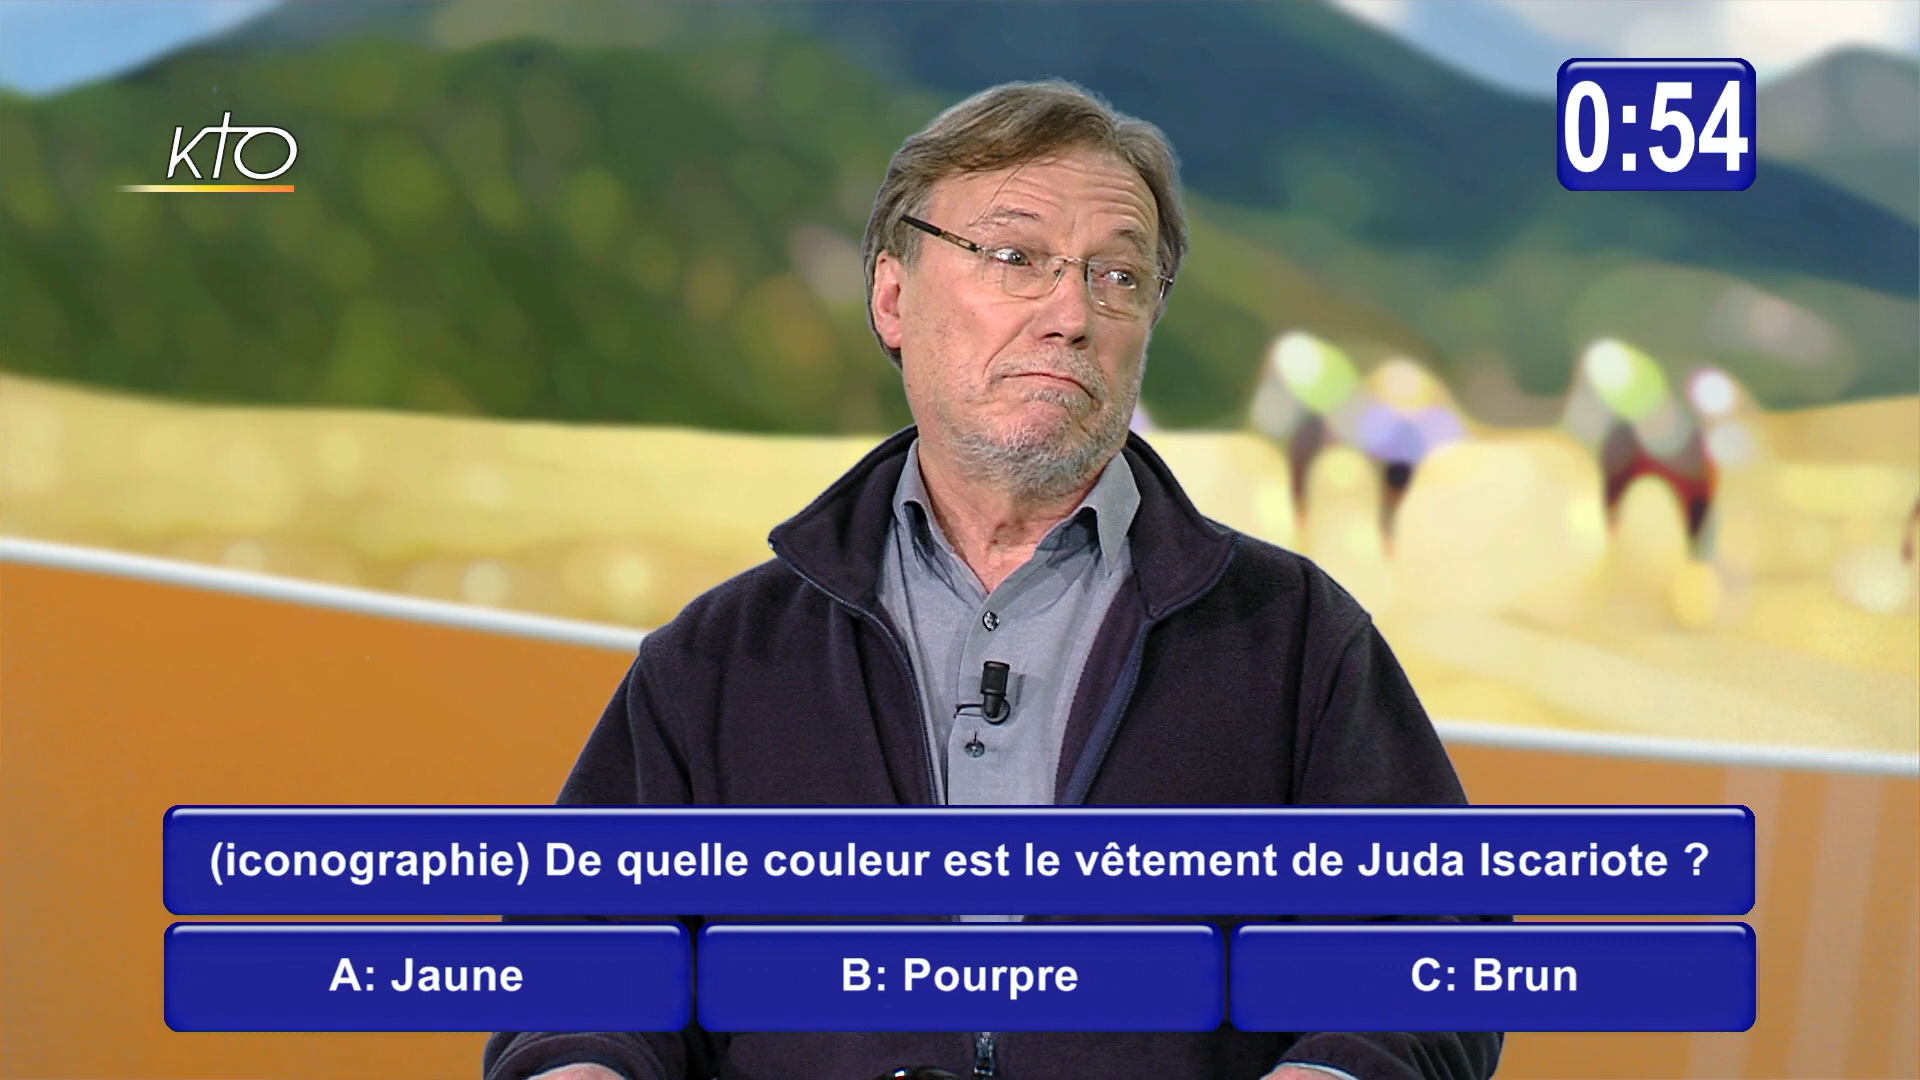 KTO
0:54
(iconographie) De quelle couleur est le vêtement de Juda Iscariote ?
A: Jaune
B: Pourpre
C: Brun